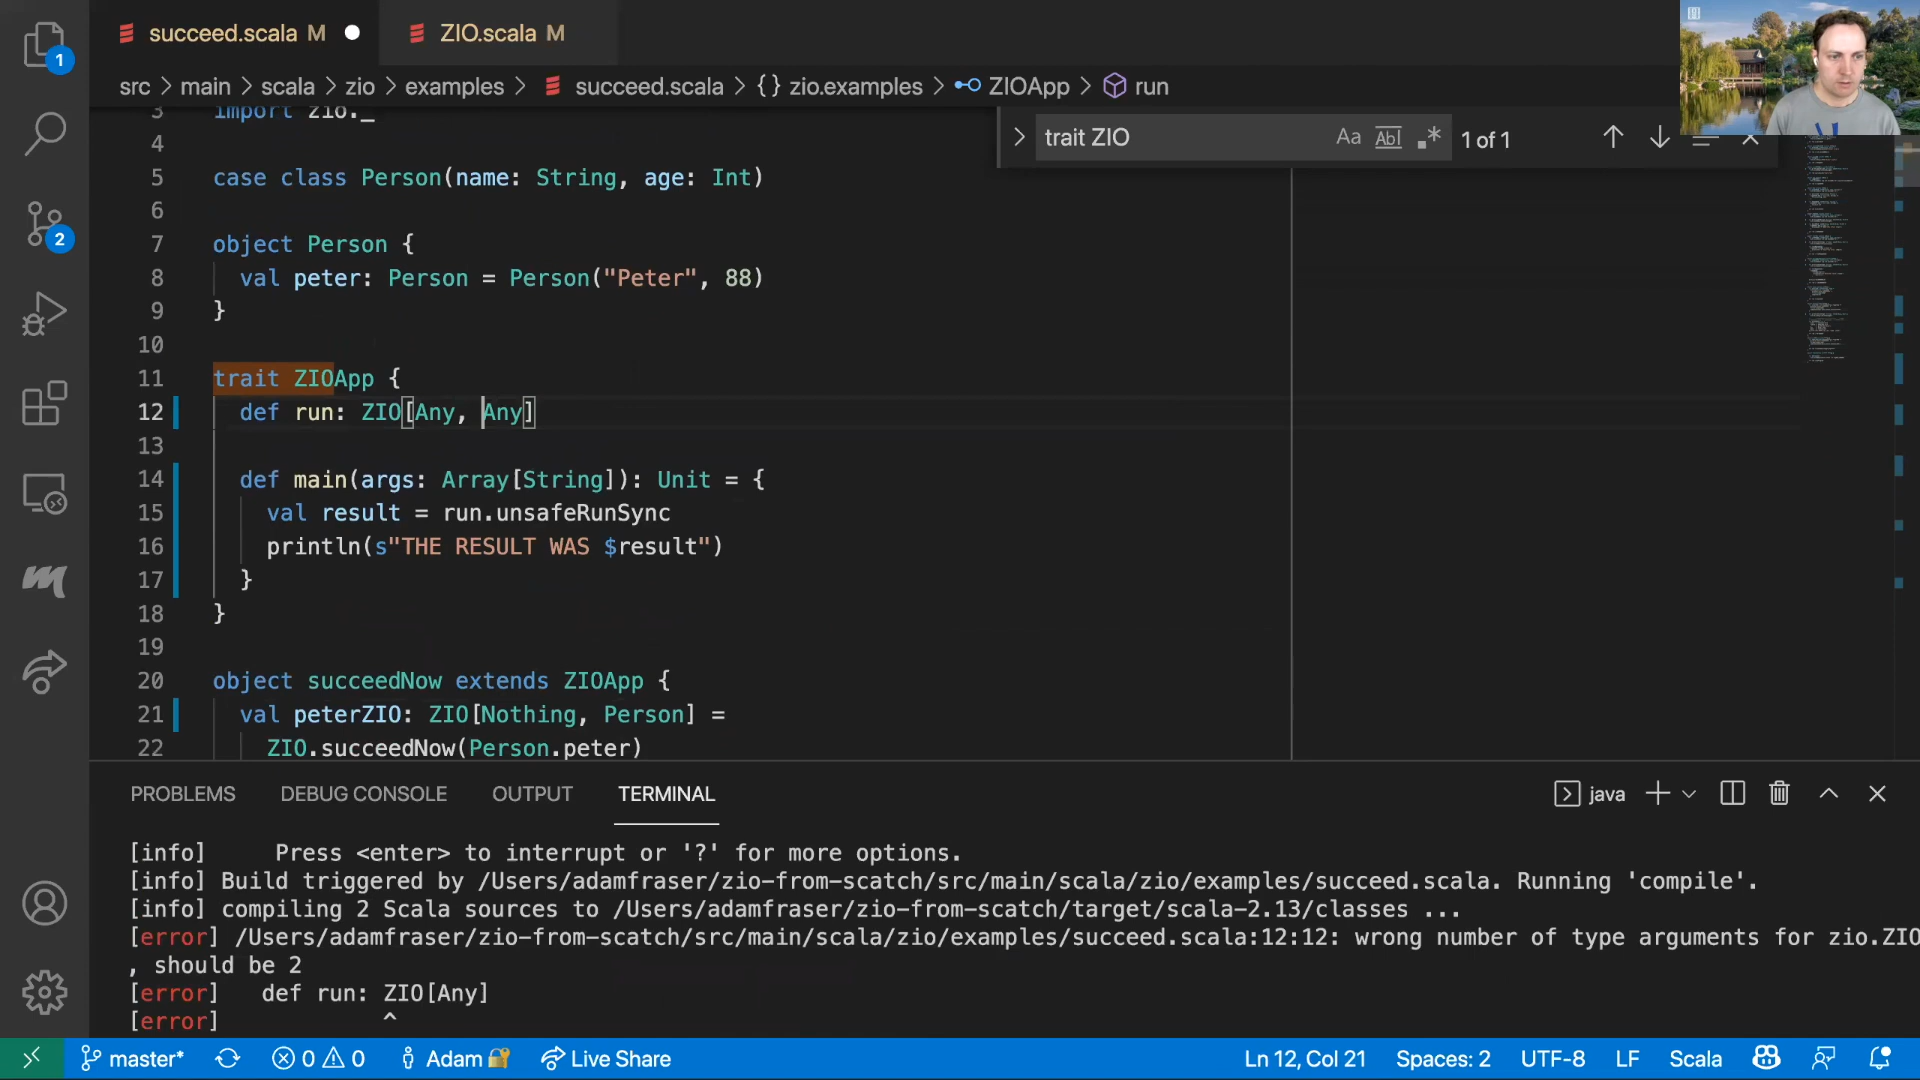 1
2
succeed.scala M
ZIO.scala M
src > main > scala > zio > examples > succeed.scala > {} zio.examples > ZIOApp > run
trait ZIO
Aa Abl .* 1 of 1
3 import zio._
4
5 case class Person(name: String, age: Int)
6
7 object Person {
8 val peter: Person = Person("Peter", 88)
9 }
10
11 trait ZIOApp {
12 def run: ZIO[Any, Any]
13
14 def main(args: Array[String]): Unit = {
15 val result = run.unsafeRunSync
16 println(s"THE RESULT WAS $result")
17 }
18 }
19
20 object succeedNow extends ZIOApp {
21 val peterZIO: ZIO[Nothing, Person] =
22 ZIO.succeedNow(Person.peter)
PROBLEMS DEBUG CONSOLE OUTPUT TERMINAL java
[info] Press <enter> to interrupt or '?' for more options.
[info] Build triggered by /Users/adamfraser/zio-from-scatch/src/main/scala/zio/examples/succeed.scala. Running 'compile'.
[info] compiling 2 Scala sources to /Users/adamfraser/zio-from-scatch/target/scala-2.13/classes ...
[error] /Users/adamfraser/zio-from-scatch/src/main/scala/zio/examples/succeed.scala:12:12: wrong number of type arguments for zio.ZIO
, should be 2
[error] def run: ZIO[Any]
[error] ^
master* 0 0 Adam Live Share Ln 12, Col 21 Spaces: 2 UTF-8 LF Scala